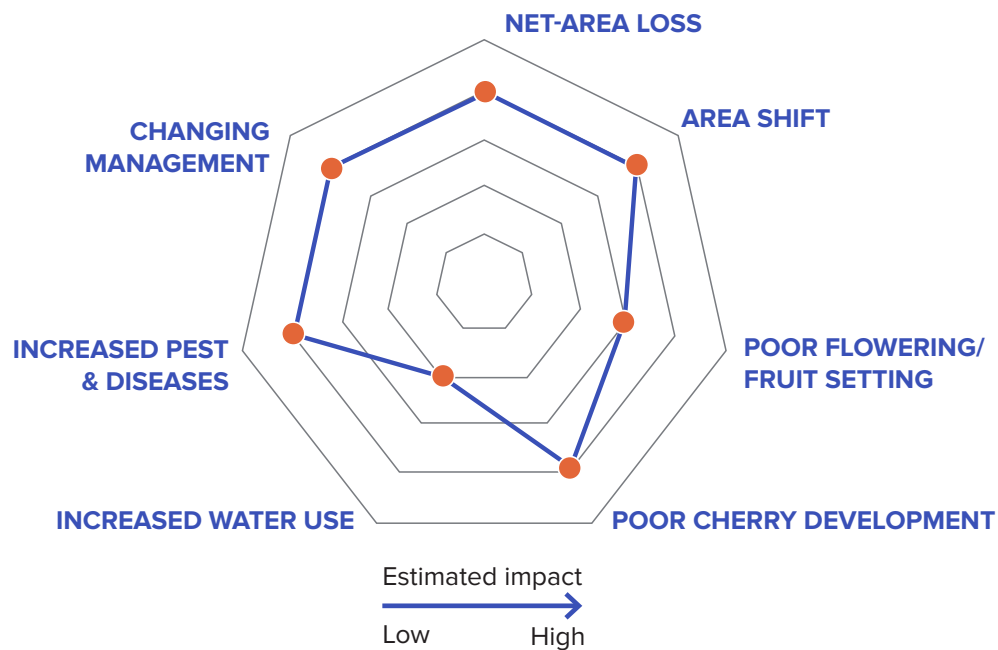 NET-AREA LOSS
AREA SHIFT
CHANGING
MANAGEMENT
POOR FLOWERING/
FRUIT SETTING
INCREASED PEST
& DISEASES
INCREASED WATER USE
POOR CHERRY DEVELOPMENT
Estimated impact
Low
High